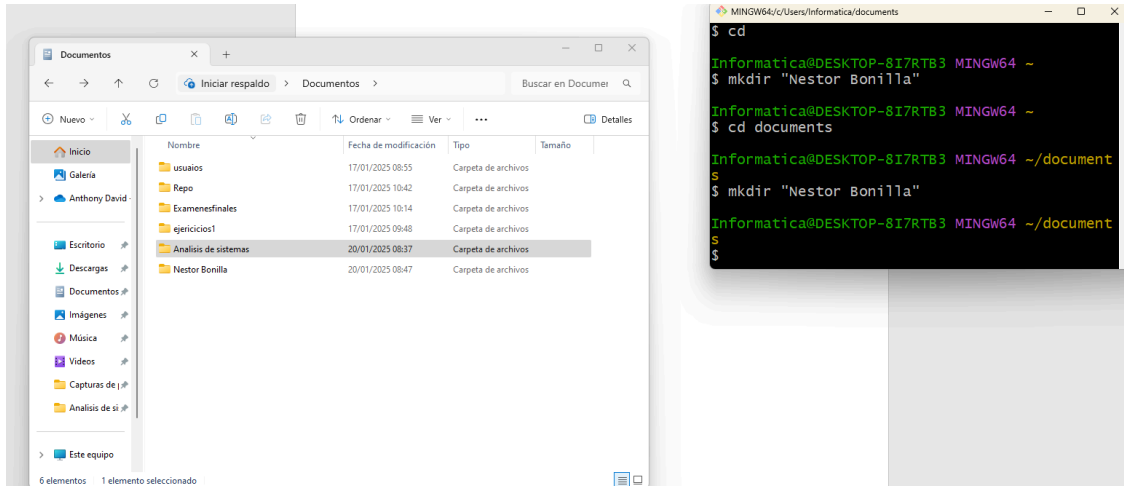 Documentos
Iniciar respaldo > Documentos >
Buscar en Documer
Nuevo
Ordenar
Ver
Detalles
Inicio
Galería
Anthony David -
Escritorio
Descargas
Documentos
Imágenes
Música
Videos
Capturas de
Analisis de si
Este equipo
Nombre Fecha de modificación Tipo Tamaño
usuaios 17/01/2025 08:55 Carpeta de archivos
Repo 17/01/2025 10:42 Carpeta de archivos
Examenesfinales 17/01/2025 10:14 Carpeta de archivos
ejericicios1 17/01/2025 09:48 Carpeta de archivos
Analisis de sistemas 20/01/2025 08:37 Carpeta de archivos
Nestor Bonilla 20/01/2025 08:47 Carpeta de archivos
6 elementos 1 elemento seleccionado
MINGW64:/c/Users/Informatica/documents
$ cd
Informatica@DESKTOP-8I7RTB3 MINGW64 ~
$ mkdir "Nestor Bonilla"
Informatica@DESKTOP-8I7RTB3 MINGW64 ~
$ cd documents
Informatica@DESKTOP-8I7RTB3 MINGW64 ~/document
s
$ mkdir "Nestor Bonilla"
Informatica@DESKTOP-8I7RTB3 MINGW64 ~/document
s
$